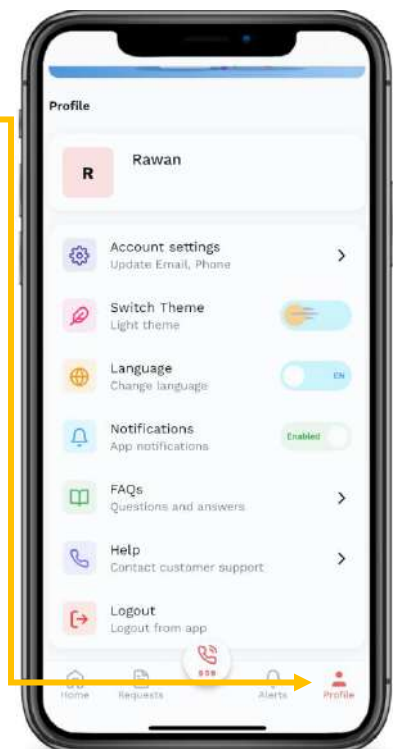 Profile
R
Rawan
Account settings
Update Email, Phone
Switch Theme
Light theme
Language
Change language
EN
Notifications
App notifications
Enabled
FAQs
Questions and answers
Help
Contact customer support
Logout
Logout from app
Home
Requests
Alerts
Profile